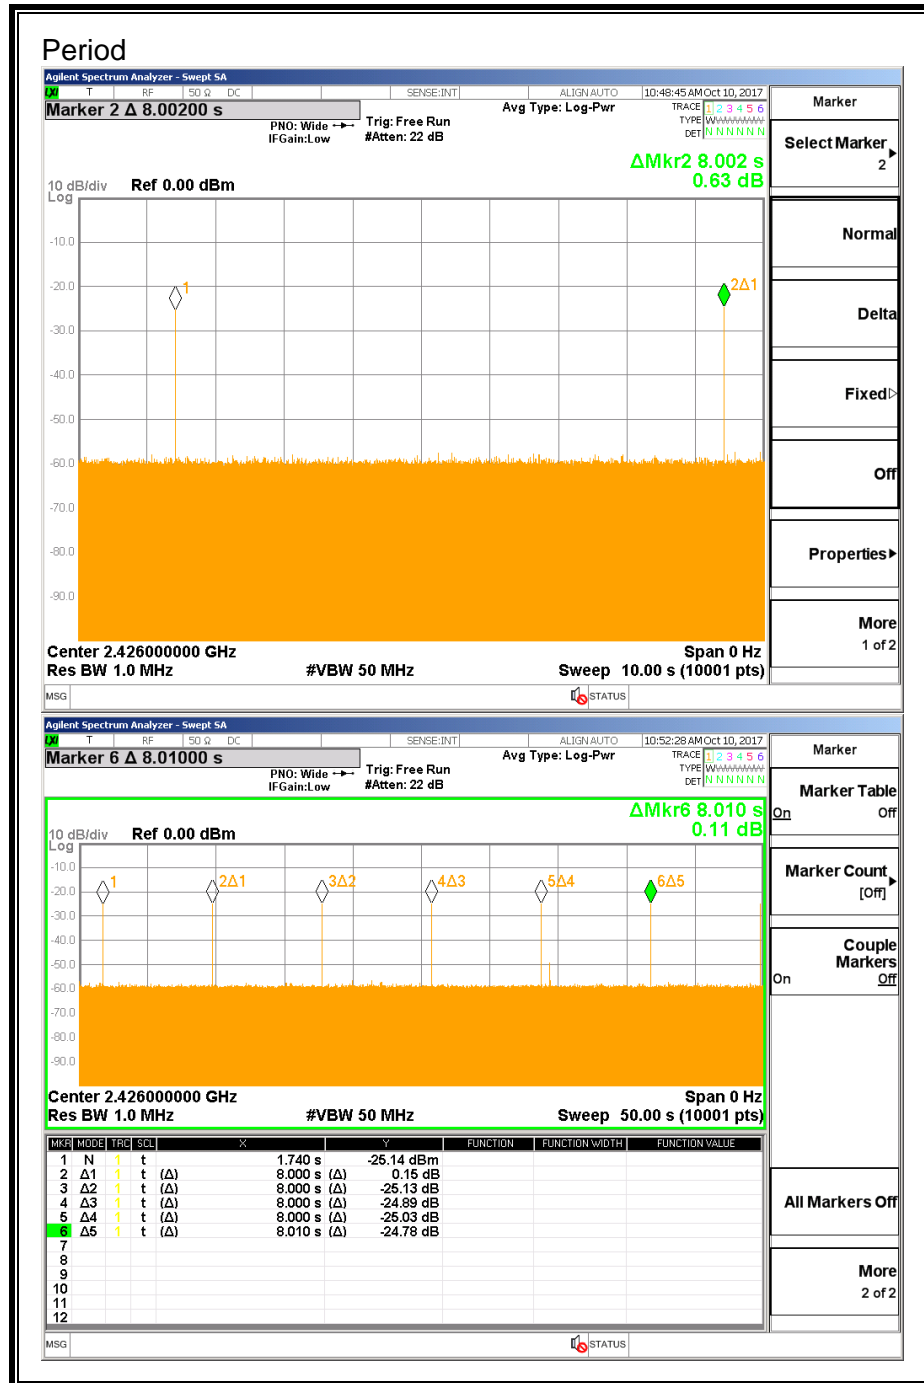 Period
Agilent Spectrum Analyzer - Swept SA
LXI T RF 50 Ω DC SENSE:INT ALIGN AUTO 10:48:45 AM Oct 10, 2017
Marker 2 Δ 8.00200 s
PNO: Wide
IFGain:Low
Trig: Free Run
#Atten: 22 dB
Avg Type: Log-Pwr
TRACE 1 2 3 4 5 6
TYPE
DET N N N N N N
ΔMkr2 8.002 s
0.63 dB
10 dB/div Ref 0.00 dBm
Log
-10.0
-20.0
-30.0
-40.0
-50.0
-60.0
-70.0
-80.0
-90.0
1
2Δ1
Center 2.426000000 GHz Span 0 Hz
Res BW 1.0 MHz #VBW 50 MHz Sweep 10.00 s (10001 pts)
MSG STATUS
Marker
Select Marker
2
Normal
Delta
Fixed
Off
Properties
More
1 of 2
Agilent Spectrum Analyzer - Swept SA
LXI T RF 50 Ω DC SENSE:INT ALIGN AUTO 10:52:28 AM Oct 10, 2017
Marker 6 Δ 8.01000 s
PNO: Wide
IFGain:Low
Trig: Free Run
#Atten: 22 dB
Avg Type: Log-Pwr
TRACE 1 2 3 4 5 6
TYPE
DET N N N N N N
ΔMkr6 8.010 s
0.11 dB
10 dB/div Ref 0.00 dBm
Log
-10.0
-20.0
-30.0
-40.0
-50.0
-60.0
-70.0
-80.0
-90.0
1 2Δ1 3Δ2 4Δ3 5Δ4 6Δ5
Center 2.426000000 GHz Span 0 Hz
Res BW 1.0 MHz #VBW 50 MHz Sweep 50.00 s (10001 pts)
MKR MODE TRC SCL X Y FUNCTION FUNCTION WIDTH FUNCTION VALUE
1 N 1 t 1.740 s -25.14 dBm
2 Δ1 1 t (Δ) 8.000 s (Δ) 0.15 dB
3 Δ2 1 t (Δ) 8.000 s (Δ) -25.13 dB
4 Δ3 1 t (Δ) 8.000 s (Δ) -24.89 dB
5 Δ4 1 t (Δ) 8.000 s (Δ) -25.03 dB
6 Δ5 1 t (Δ) 8.010 s (Δ) -24.78 dB
7
8
9
10
11
12
MSG STATUS
Marker
Marker Table
On Off
Marker Count
[Off]
Couple
Markers
On Off
All Markers Off
More
2 of 2